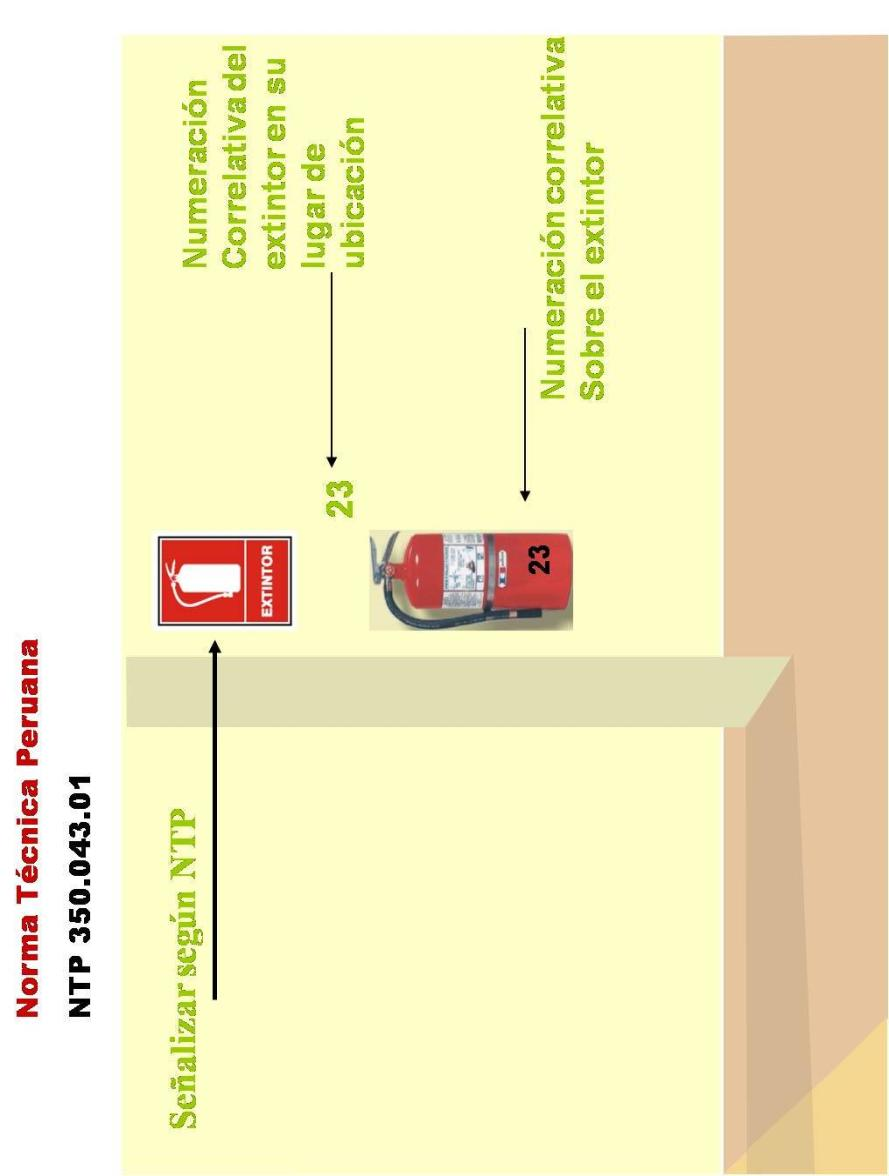 Norma Técnica Peruana
NTP 350.043.01
Señalizar según NTP
EXTINTOR
23
Numeración
Correlativa del
extintor en su
lugar de
ubicación
23
Numeración correlativa
Sobre el extintor